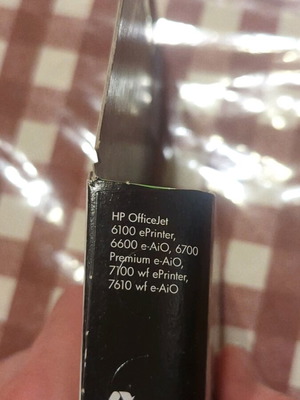 HP OfficeJet
6100 ePrinter,
6600 e-AiO, 6700
Premium e-AiO,
7100 wf ePrinter,
7610 wf e-AiO